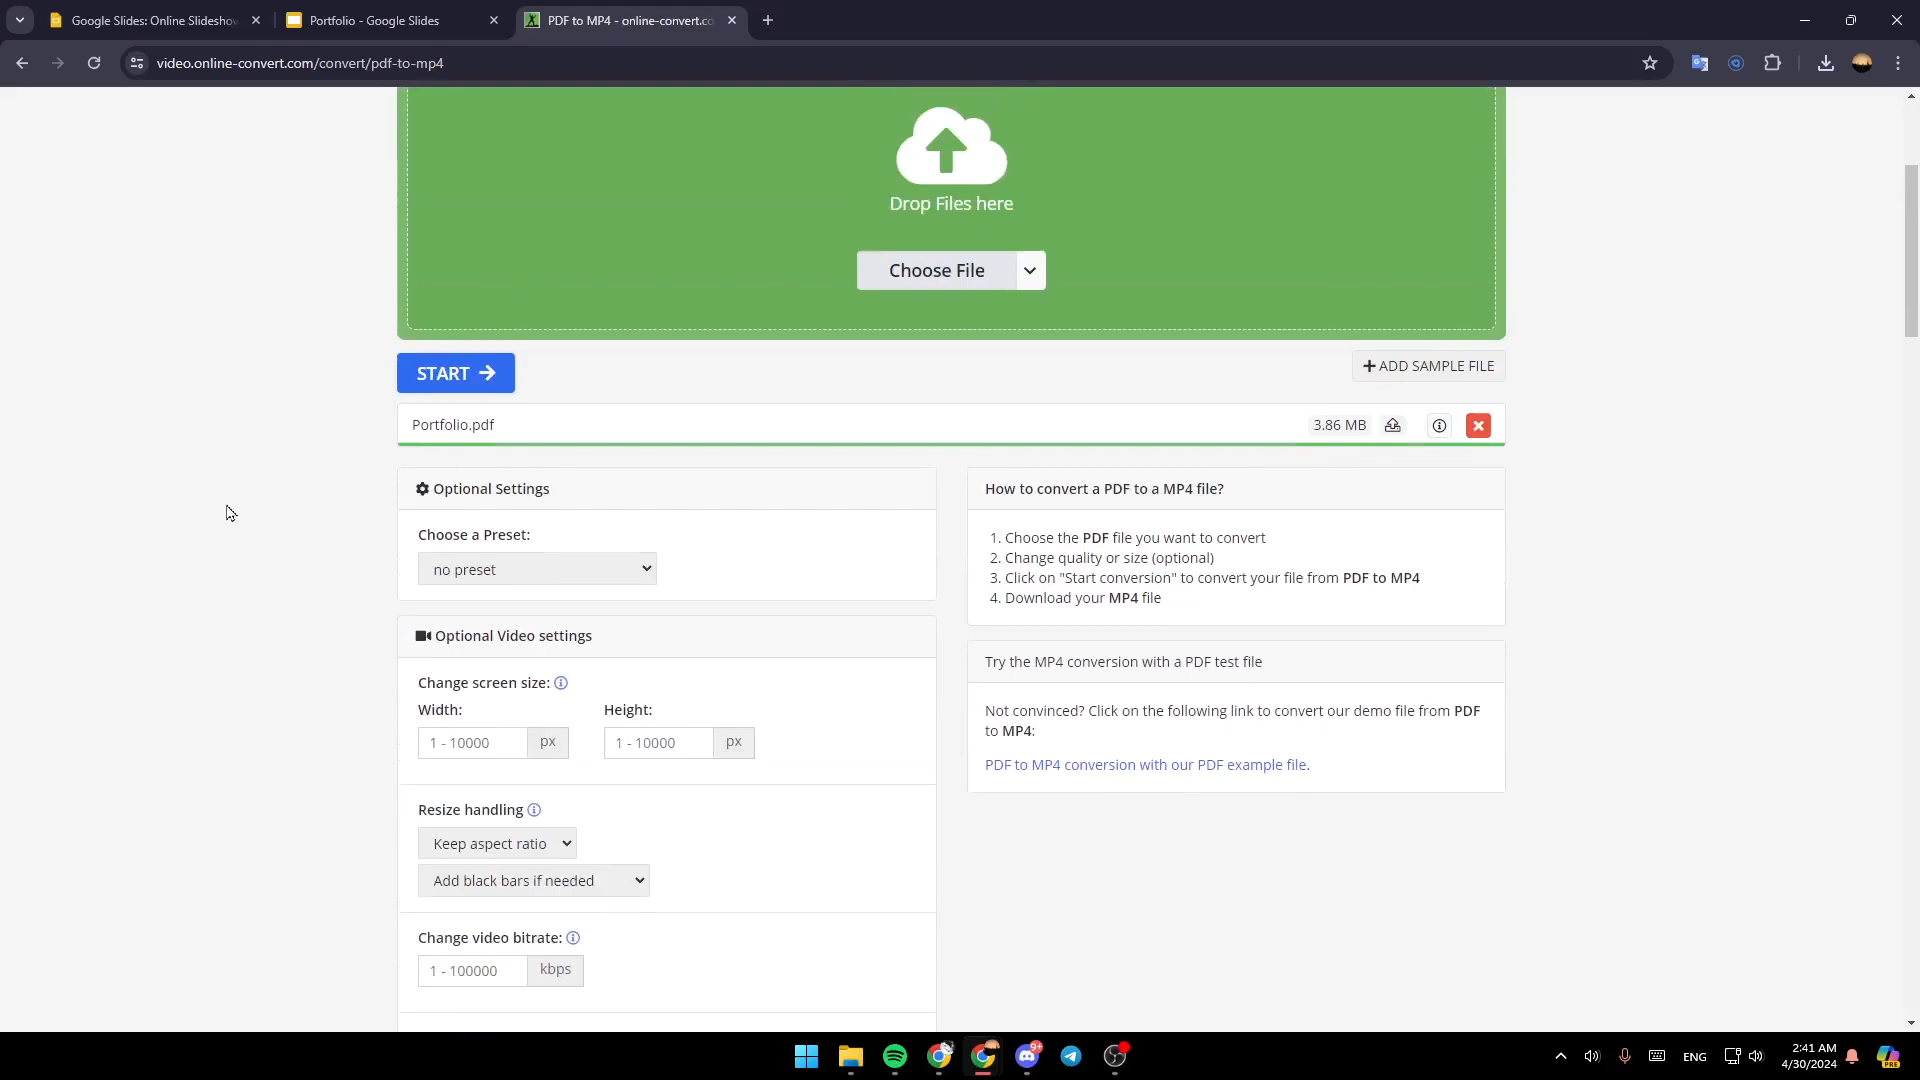 Google Slides: Online Slidesho
Portfolio - Google Slides
PDF to MP4 - online-convert.co
video.online-convert.com/convert/pdf-to-mp4
Drop Files here
Choose File
START
ADD SAMPLE FILE
Portfolio.pdf
3.86 MB
Optional Settings
Choose a Preset:
no preset
Optional Video settings
Change screen size:
Width:
Height:
1 - 10000 px
1 - 10000 px
Resize handling
Keep aspect ratio
Add black bars if needed
Change video bitrate:
1 - 100000 kbps
How to convert a PDF to a MP4 file?
1. Choose the PDF file you want to convert
2. Change quality or size (optional)
3. Click on "Start conversion" to convert your file from PDF to MP4
4. Download your MP4 file
Try the MP4 conversion with a PDF test file
Not convinced? Click on the following link to convert our demo file from PDF
to MP4:
PDF to MP4 conversion with our PDF example file.
9+
ENG
2:41 AM
4/30/2024
PRE